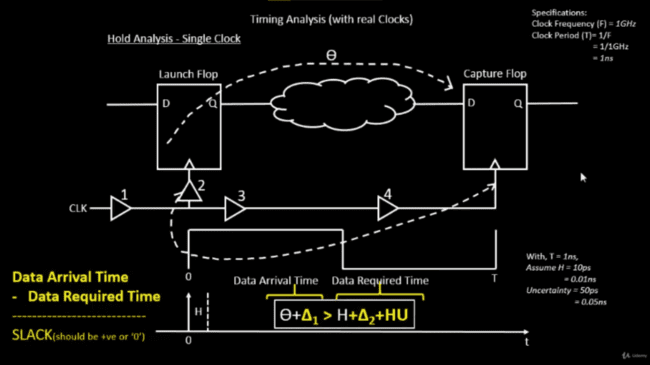 Timing Analysis (with real Clocks)
Specifications:
Clock Frequency (F) = 1GHz
Clock Period (T)= 1/F
= 1/1GHz
= 1ns
Hold Analysis - Single Clock
Θ
Launch Flop
Capture Flop
D
Q
D
Q
CLK
1
2
3
4
0
T
With, T = 1ns,
Assume H = 10ps
= 0.01ns
Uncertainty = 50ps
= 0.05ns
Data Arrival Time
- Data Required Time
---------------------------
SLACK(should be +ve or '0')
Data Arrival Time
Data Required Time
H
Θ+Δ1 > H+Δ2+HU
0
t